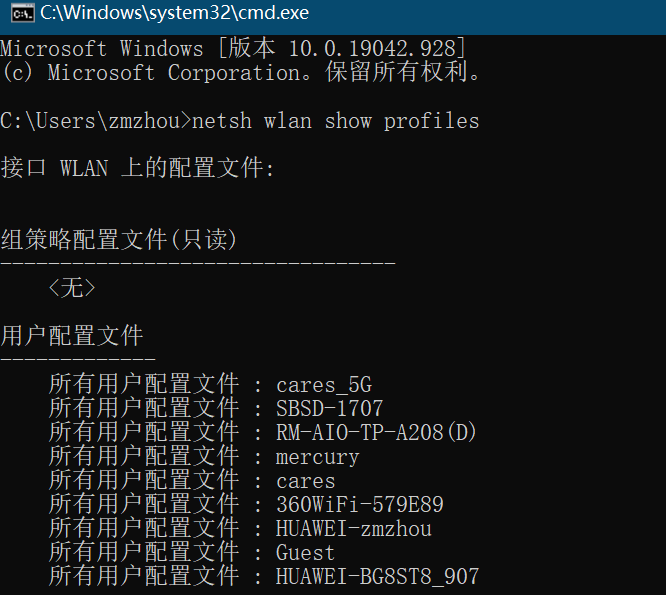 C:\Windows\system32\cmd.exe
Microsoft Windows [版本 10.0.19042.928]
(c) Microsoft Corporation。保留所有权利。
C:\Users\zmzhou>netsh wlan show profiles
接口 WLAN 上的配置文件:
组策略配置文件(只读)
---------------------------------
<无>
用户配置文件
-------------
所有用户配置文件 : cares_5G
所有用户配置文件 : SBSD-1707
所有用户配置文件 : RM-AIO-TP-A208(D)
所有用户配置文件 : mercury
所有用户配置文件 : cares
所有用户配置文件 : 360WiFi-579E89
所有用户配置文件 : HUAWEI-zmzhou
所有用户配置文件 : Guest
所有用户配置文件 : HUAWEI-BG8ST8_907